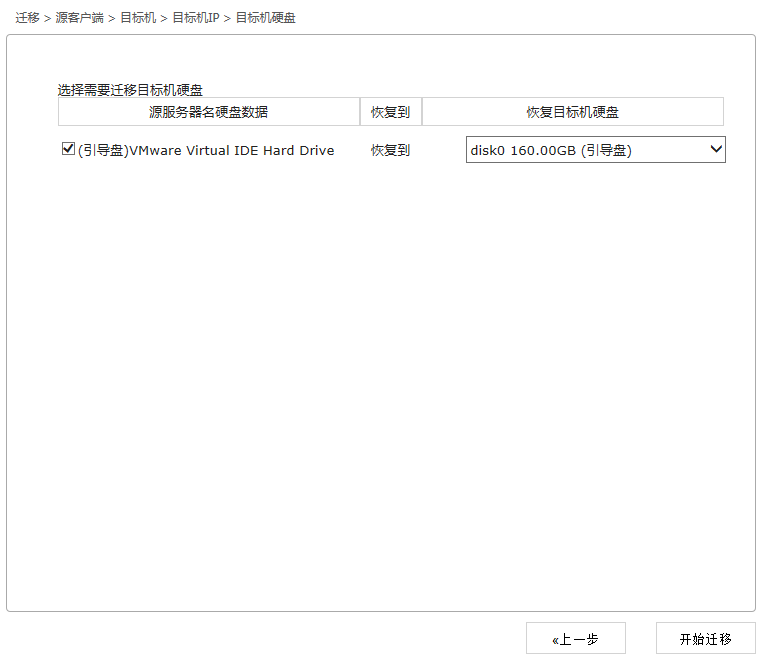 迁移 > 源客户端 > 目标机 > 目标机IP > 目标机硬盘
选择需要迁移目标机硬盘
源服务器名硬盘数据 恢复到 恢复目标机硬盘
(引导盘)VMware Virtual IDE Hard Drive 恢复到 disk0 160.00GB (引导盘)
«上一步 开始迁移